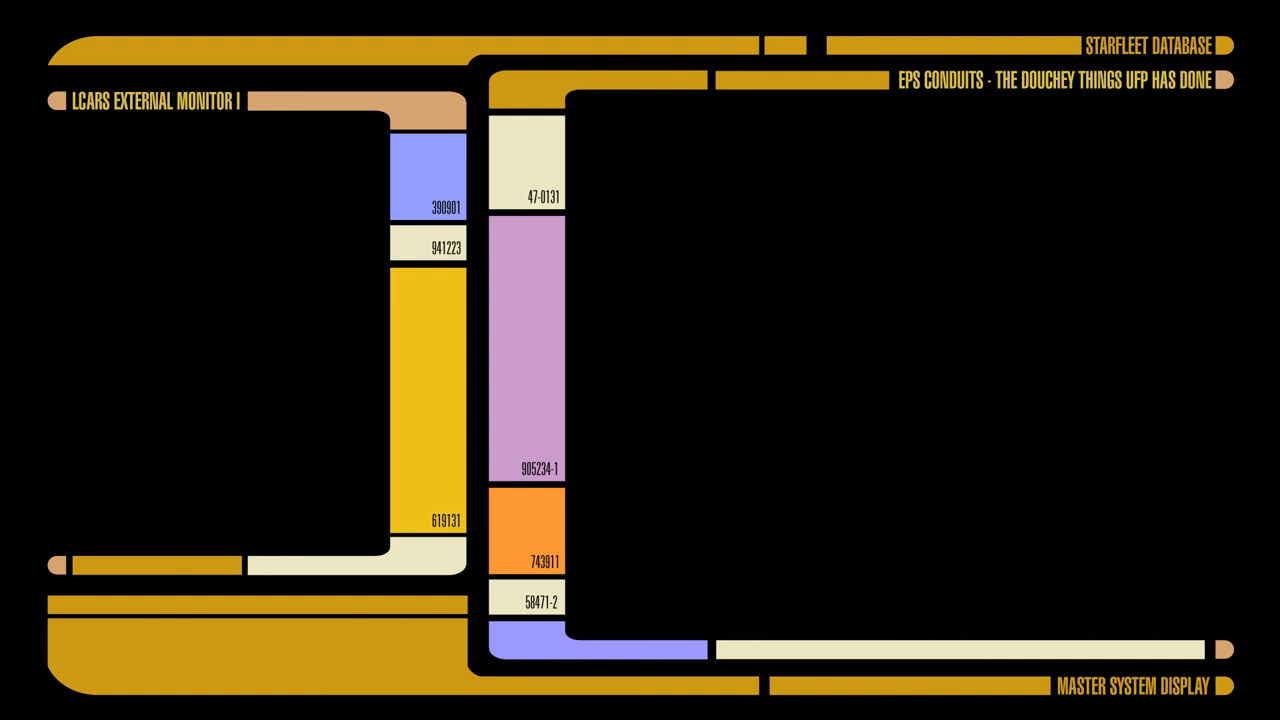 STARFLEET DATABASE
EPS CONDUITS - THE DOUCHEY THINGS UFP HAS DONE
LCARS EXTERNAL MONITOR I
390901
941223
619131
47-0131
905234-1
743911
58471-2
MASTER SYSTEM DISPLAY